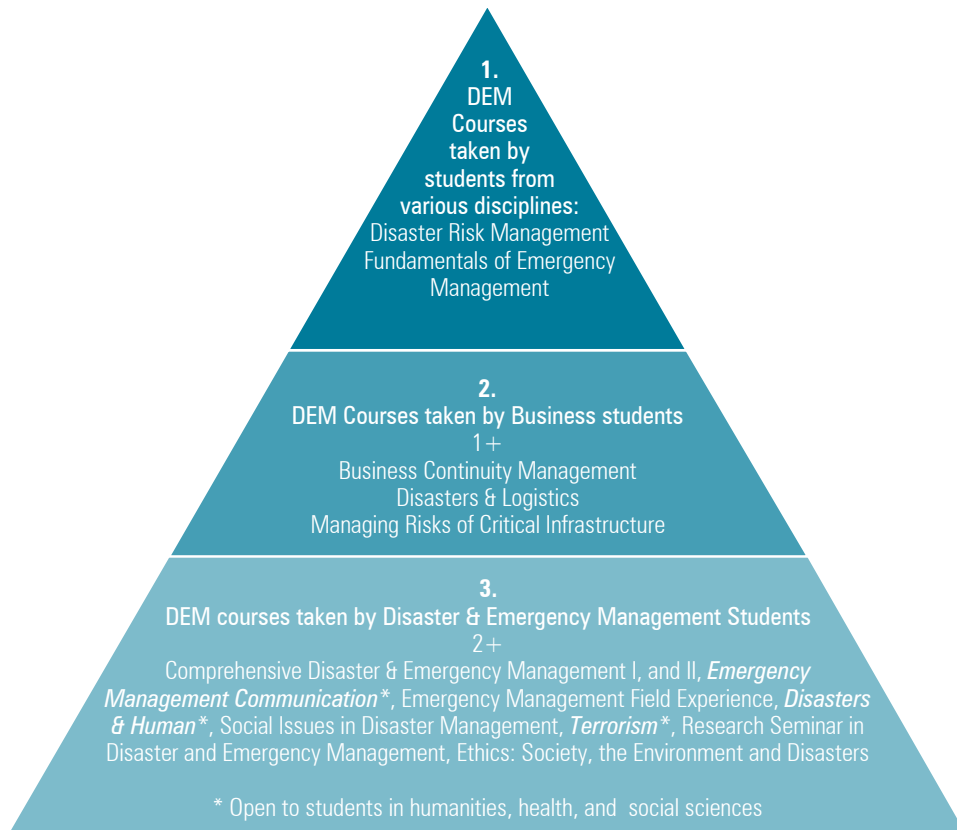 1.
DEM
Courses
taken by
students from
various disciplines:
Disaster Risk Management
Fundamentals of Emergency
Management
2.
DEM Courses taken by Business students
1+
Business Continuity Management
Disasters & Logistics
Managing Risks of Critical Infrastructure
3.
DEM courses taken by Disaster & Emergency Management Students
2+
Comprehensive Disaster & Emergency Management I, and II, Emergency
Management Communication*, Emergency Management Field Experience, Disasters
& Human*, Social Issues in Disaster Management, Terrorism*, Research Seminar in
Disaster and Emergency Management, Ethics: Society, the Environment and Disasters
* Open to students in humanities, health, and social sciences